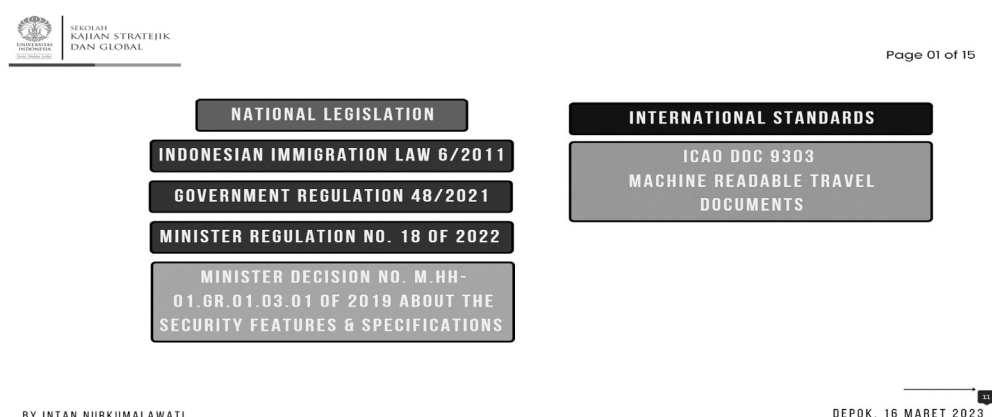 UNIVERSITAS
INDONESIA
SEKOLAH
KAJIAN STRATEJIK
DAN GLOBAL
Page 01 of 15
NATIONAL LEGISLATION
INDONESIAN IMMIGRATION LAW 6/2011
GOVERNMENT REGULATION 48/2021
MINISTER REGULATION NO. 18 OF 2022
MINISTER DECISION NO. M.HH-
01.GR.01.03.01 OF 2019 ABOUT THE
SECURITY FEATURES & SPECIFICATIONS
INTERNATIONAL STANDARDS
ICAO DOC 9303
MACHINE READABLE TRAVEL
DOCUMENTS
11
BY INTAN NURKUMALAWATI
DEPOK, 16 MARET 2023